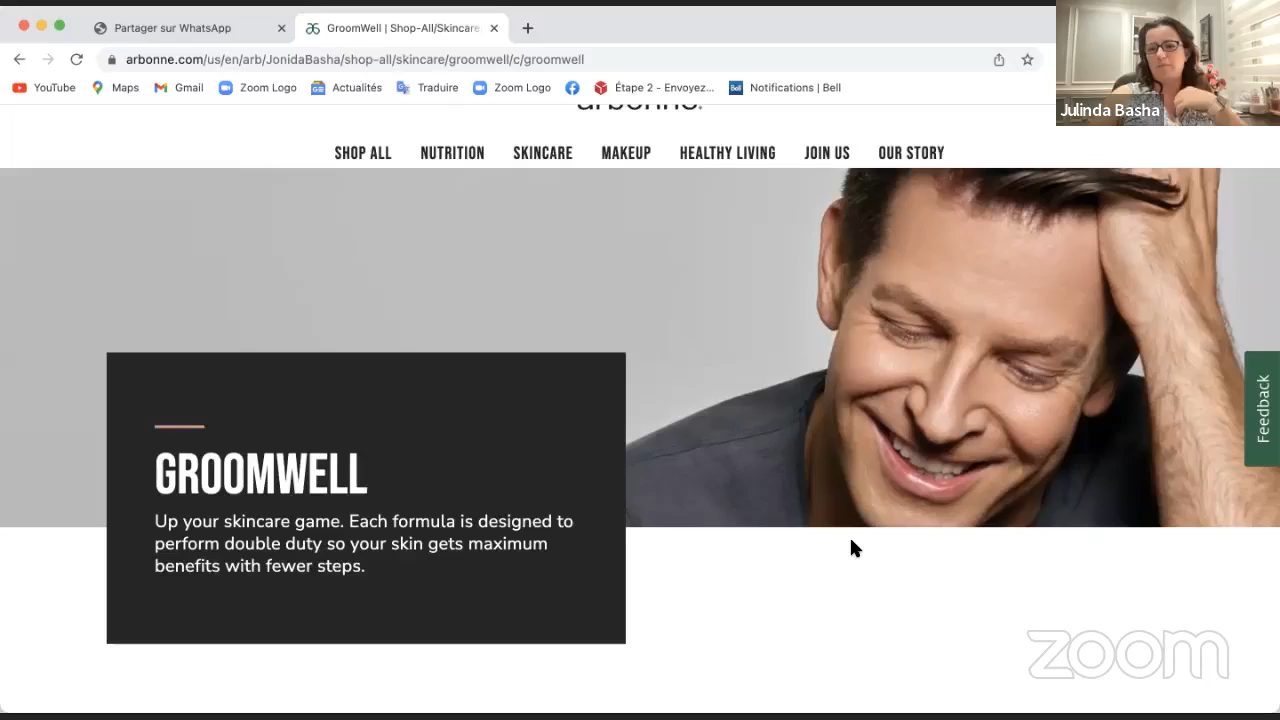 Partager sur WhatsApp
GroomWell | Shop-All/Skincare
arbonne.com/us/en/arb/JonidaBasha/shop-all/skincare/groomwell/c/groomwell
YouTube Maps Gmail Zoom Logo Actualités Traduire Zoom Logo Étape 2 - Envoyez... Notifications | Bell
Bell
arbonne.
Julinda Basha
SHOP ALL NUTRITION SKINCARE MAKEUP HEALTHY LIVING JOIN US OUR STORY
Feedback
GROOMWELL
Up your skincare game. Each formula is designed to
perform double duty so your skin gets maximum
benefits with fewer steps.
zoom